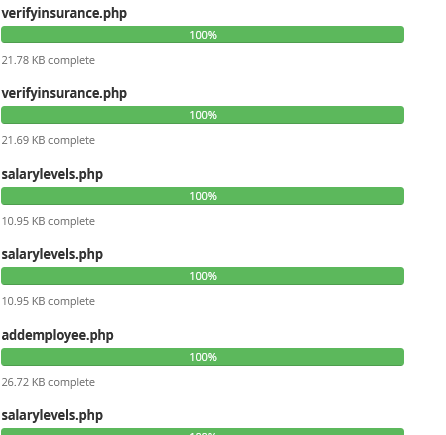 verifyinsurance.php
100%
21.78 KB complete
verifyinsurance.php
100%
21.69 KB complete
salarylevels.php
100%
10.95 KB complete
salarylevels.php
100%
10.95 KB complete
addemployee.php
100%
26.72 KB complete
salarylevels.php
100%